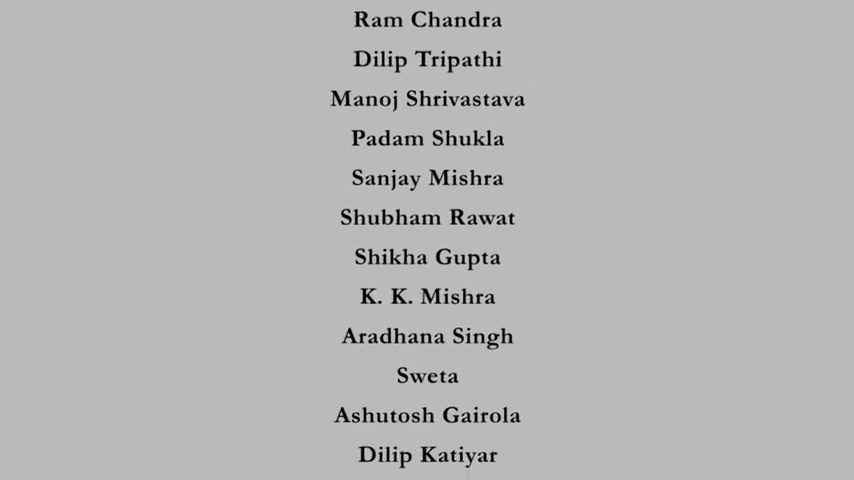 Ram Chandra
Dilip Tripathi
Manoj Shrivastava
Padam Shukla
Sanjay Mishra
Shubham Rawat
Shikha Gupta
K. K. Mishra
Aradhana Singh
Sweta
Ashutosh Gairola
Dilip Katiyar